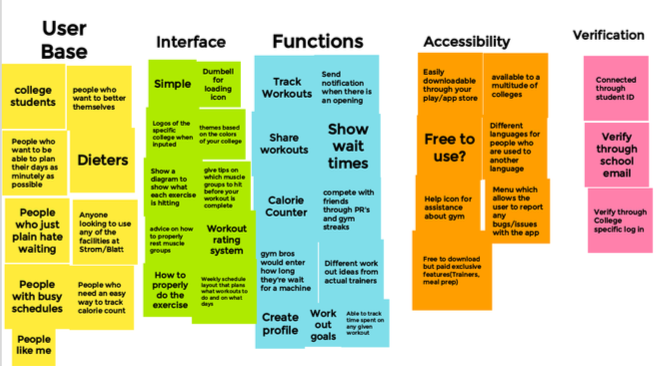 User
Base
college
students
people who
want to better
themselves
People who
want to be
able to plan
their days as
minutely as
possible
Dieters
People
who just
plain hate
waiting
Anyone
looking to use
any of the
facilities at
Strom/Blatt
People
with busy
schedules
People who
need an easy
way to track
calorie count
People
like me
Interface
Simple
Dumbell
for
loading
icon
Logos of the
specific
college when
inputted
themes based
on the colors
of your college
Show a
diagram to
show what
each exercise
is hitting
give tips on
which muscle
groups to hit
before your
workout is
complete
advice on how
to properly
rest muscle
groups
Workout
rating
system
How to
properly
do the
exercise
Weekly schedule
layout that plans
what workouts to
do and on what
days
Functions
Track
Workouts
Send
notification
when there is
an opening
Share
workouts
Show
wait
times
Calorie
Counter
compete with
friends
through PR's
and gym
streaks
gym bros
would enter
how long
they're wait
for a machine
Different work
out ideas from
actual trainers
Create
profile
Work
out
goals
Able to track
time spent on
any given
workout
Accessibility
Easily
downloadable
through your
play/app store
available to a
multitude of
colleges
Free to
use?
Different
languages for
people who
are used to
another
language
Help icon for
assistance
about gym
Menu which
allows the
user to report
any
bugs/issues
with the app
Free to download
but paid exclusive
features(Trainers,
meal prep)
Verification
Connected
through
student ID
Verify
through
school
email
Verify through
College
specific log in